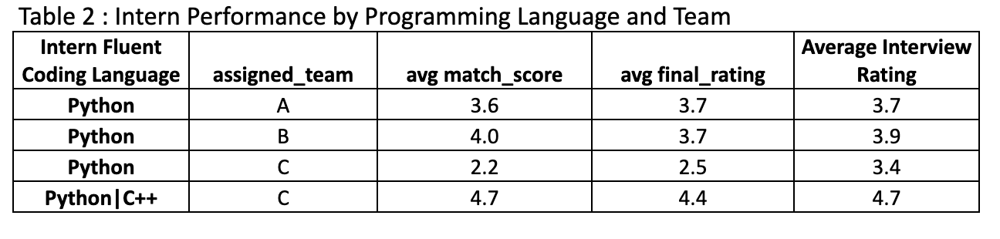 Table 2 : Intern Performance by Programming Language and Team
Intern Fluent Coding Language assigned_team avg match_score avg final_rating Average Interview Rating
Python A 3.6 3.7 3.7
Python B 4.0 3.7 3.9
Python C 2.2 2.5 3.4
Python|C++ C 4.7 4.4 4.7